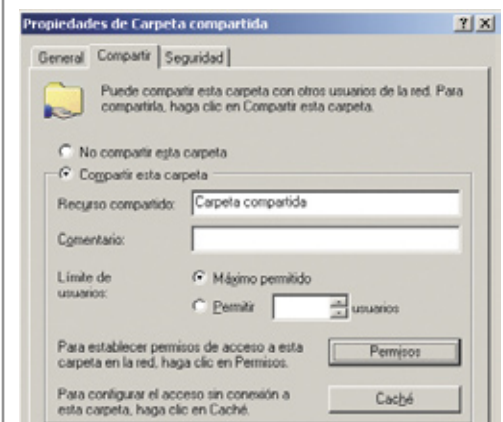 Propiedades de Carpeta compartida
General Compartir Seguridad
Puede compartir esta carpeta con otros usuarios de la red. Para
compartirla, haga clic en Compartir esta carpeta.
No compartir esta carpeta
Compartir esta carpeta
Recurso compartido: Carpeta compartida
Comentario:
Límite de
usuarios:
Máximo permitido
Permitir usuarios
Para establecer permisos de acceso a esta
carpeta en la red, haga clic en Permisos.
Permisos
Para configurar el acceso sin conexión a
esta carpeta, haga clic en Caché.
Caché